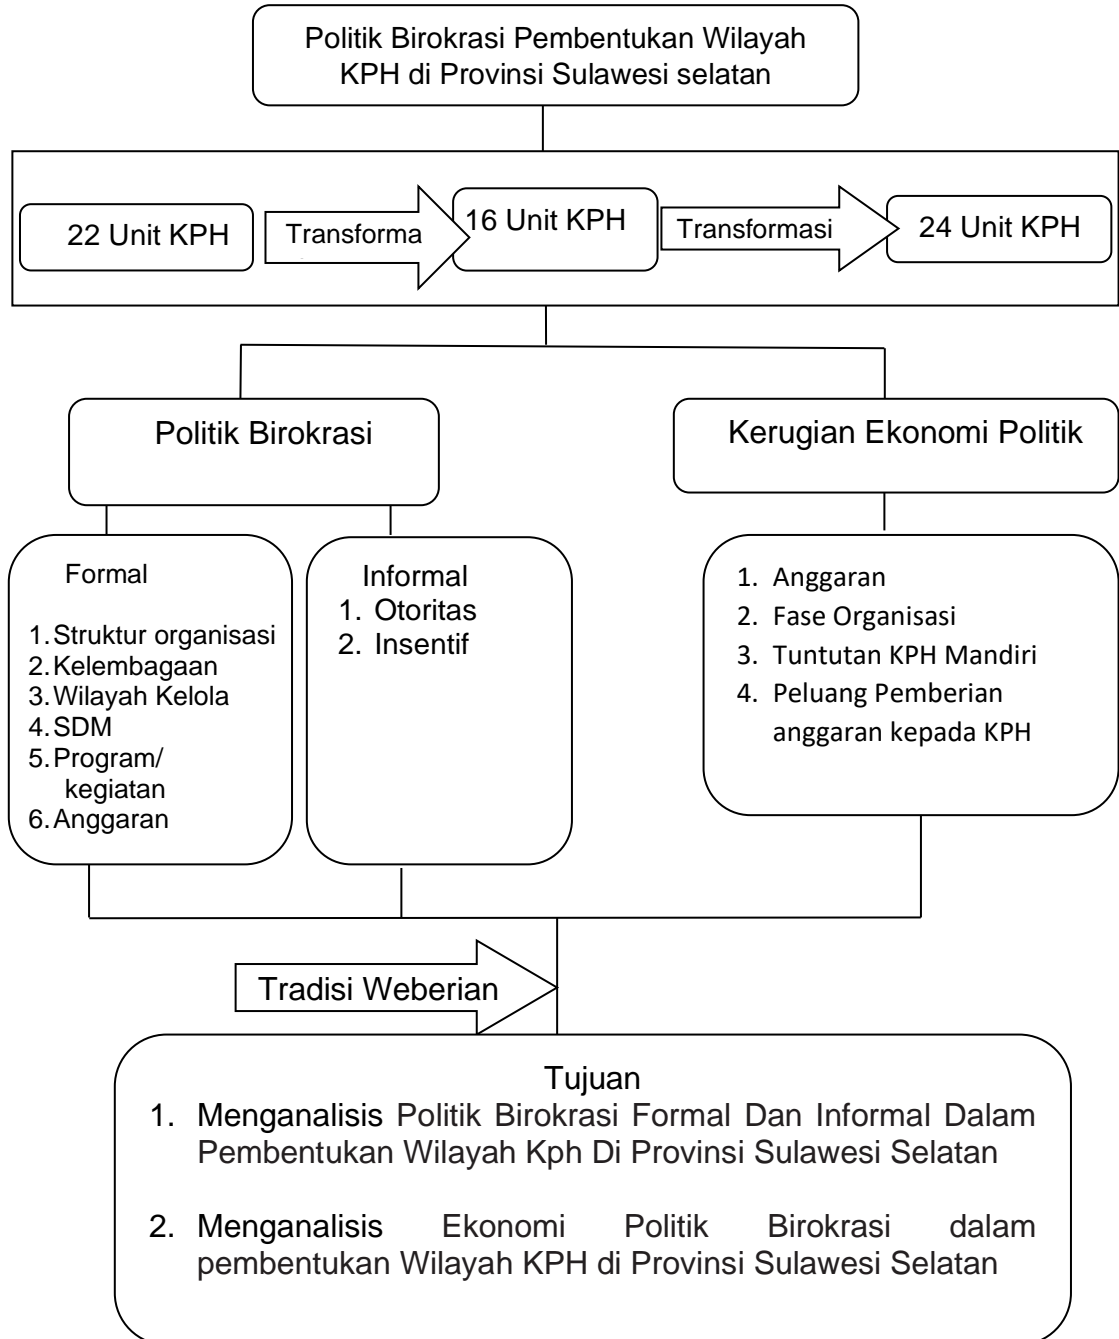 Politik Birokrasi Pembentukan Wilayah
KPH di Provinsi Sulawesi selatan
22 Unit KPH
Transforma
16 Unit KPH
Transformasi
24 Unit KPH
Politik Birokrasi
Kerugian Ekonomi Politik
Formal
1. Struktur organisasi
2. Kelembagaan
3. Wilayah Kelola
4. SDM
5. Program/
kegiatan
6. Anggaran
Informal
1. Otoritas
2. Insentif
1. Anggaran
2. Fase Organisasi
3. Tuntutan KPH Mandiri
4. Peluang Pemberian
anggaran kepada KPH
Tradisi Weberian
Tujuan
1. Menganalisis Politik Birokrasi Formal Dan Informal Dalam
Pembentukan Wilayah Kph Di Provinsi Sulawesi Selatan
2. Menganalisis Ekonomi Politik Birokrasi dalam
pembentukan Wilayah KPH di Provinsi Sulawesi Selatan